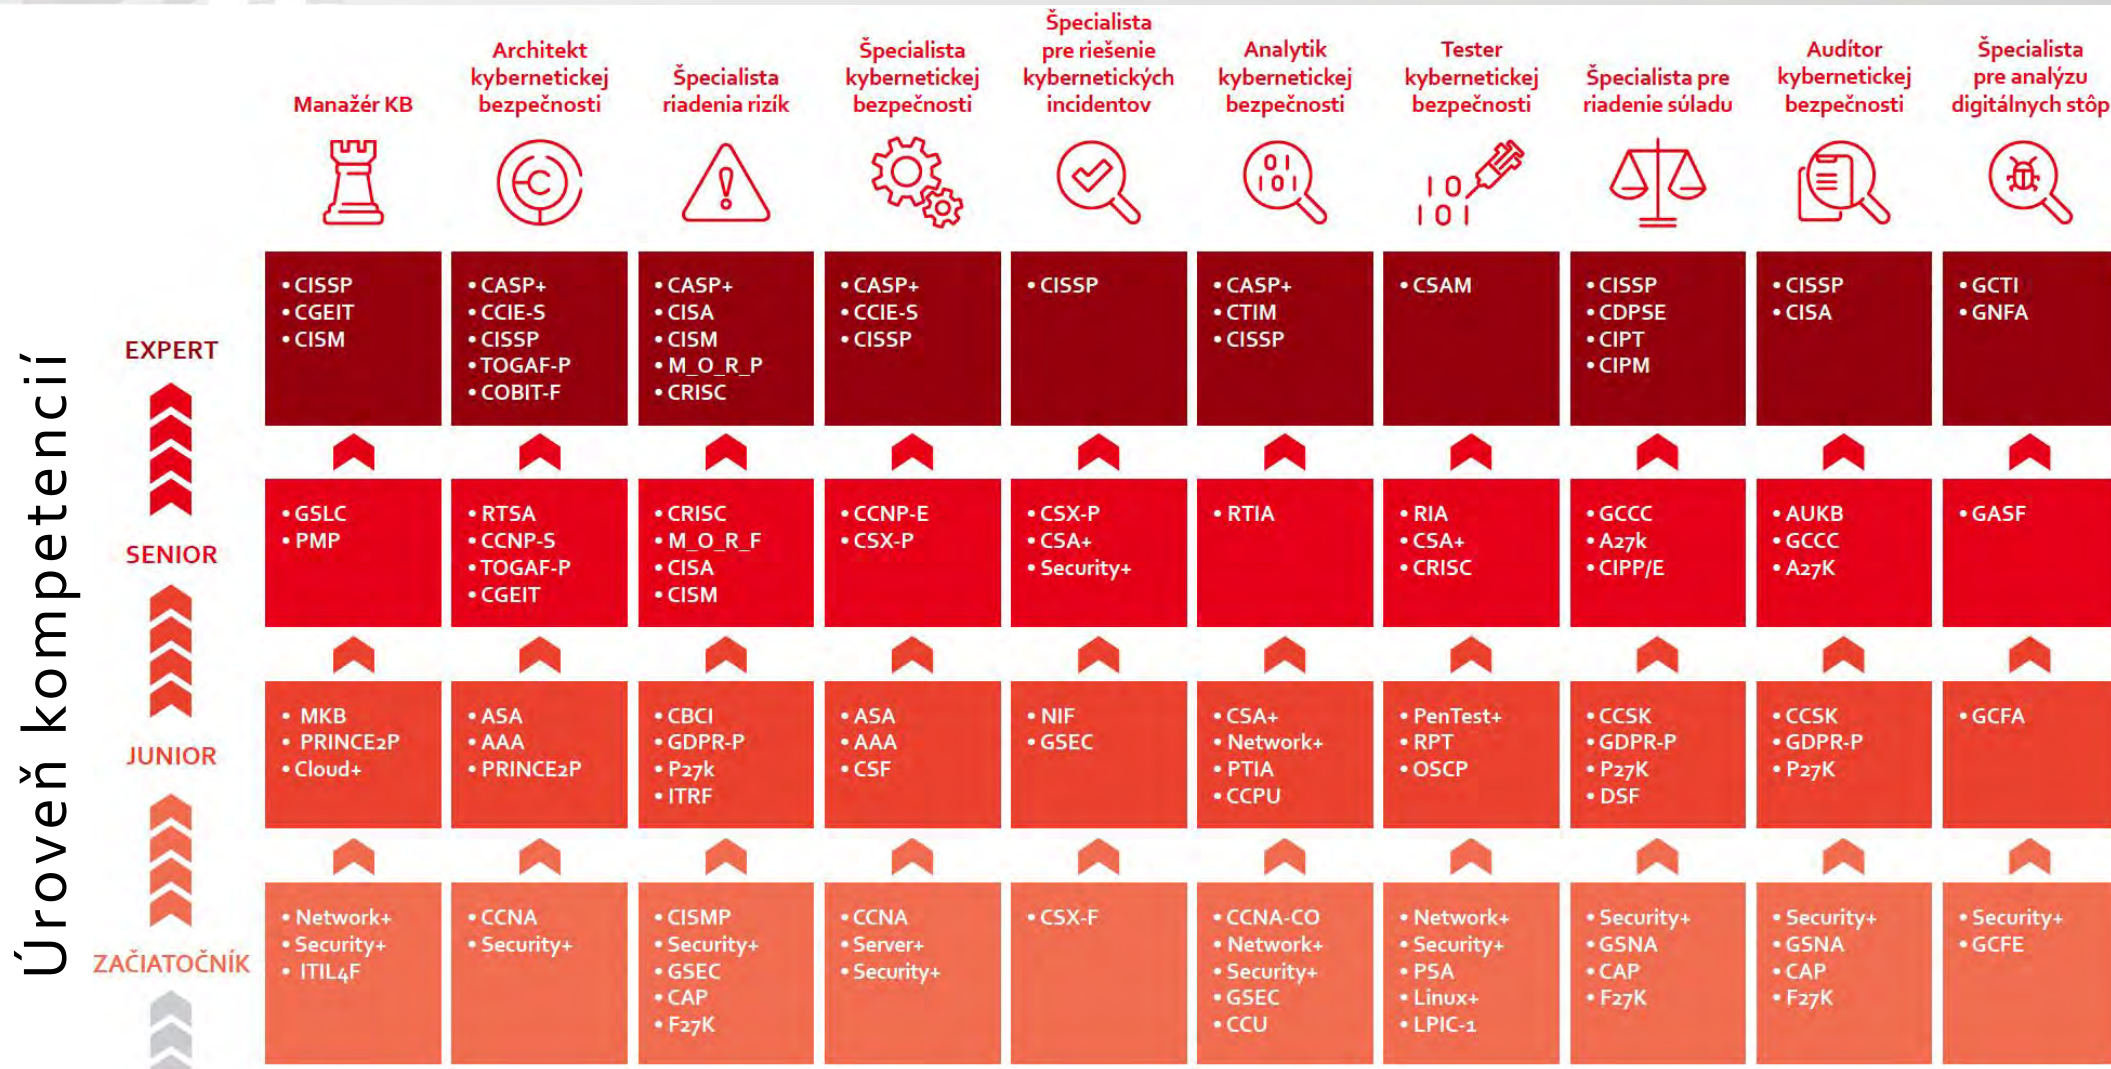 Úroveň kompetencií
Manažér KB
Architekt
kybernetickej
bezpečnosti
Špecialista
riadenia rizík
Špecialista
kybernetickej
bezpečnosti
Špecialista
pre riešenie
kybernetických
incidentov
Analytik
kybernetickej
bezpečnosti
Tester
kybernetickej
bezpečnosti
Špecialista pre
riadenie súladu
Audítor
kybernetickej
bezpečnosti
Špecialista
pre analýzu
digitálnych stôp
EXPERT
• CISSP
• CGEIT
• CISM
• CASP+
• CCIE-S
• CISSP
• TOGAF-P
• COBIT-F
• CASP+
• CISA
• CISM
• M_O_R_P
• CRISC
• CASP+
• CCIE-S
• CISSP
• CISSP
• CASP+
• CTIM
• CISSP
• CSAM
• CISSP
• CDPSE
• CIPT
• CIPM
• CISSP
• CISA
• GCTI
• GNFA
SENIOR
• GSLC
• PMP
• RTSA
• CCNP-S
• TOGAF-P
• CGEIT
• CRISC
• M_O_R_F
• CISA
• CISM
• CCNP-E
• CSX-P
• CSX-P
• CSA+
• Security+
• RTIA
• RIA
• CSA+
• CRISC
• GCCC
• A27k
• CIPP/E
• AUKB
• GCCC
• A27K
• GASF
JUNIOR
• MKB
• PRINCE2P
• Cloud+
• ASA
• AAA
• PRINCE2P
• CBCI
• GDPR-P
• P27k
• ITRF
• ASA
• AAA
• CSF
• NIF
• GSEC
• CSA+
• Network+
• PTIA
• CCPU
• PenTest+
• RPT
• OSCP
• CCSK
• GDPR-P
• P27K
• DSF
• CCSK
• GDPR-P
• P27K
• GCFA
ZAČIATOČNÍK
• Network+
• Security+
• ITIL4F
• CCNA
• Security+
• CISMP
• Security+
• GSEC
• CAP
• F27K
• CCNA
• Server+
• Security+
• CSX-F
• CCNA-CO
• Network+
• Security+
• GSEC
• CCU
• Network+
• Security+
• PSA
• Linux+
• LPIC-1
• Security+
• GSNA
• CAP
• F27K
• Security+
• GSNA
• CAP
• F27K
• Security+
• GCFE